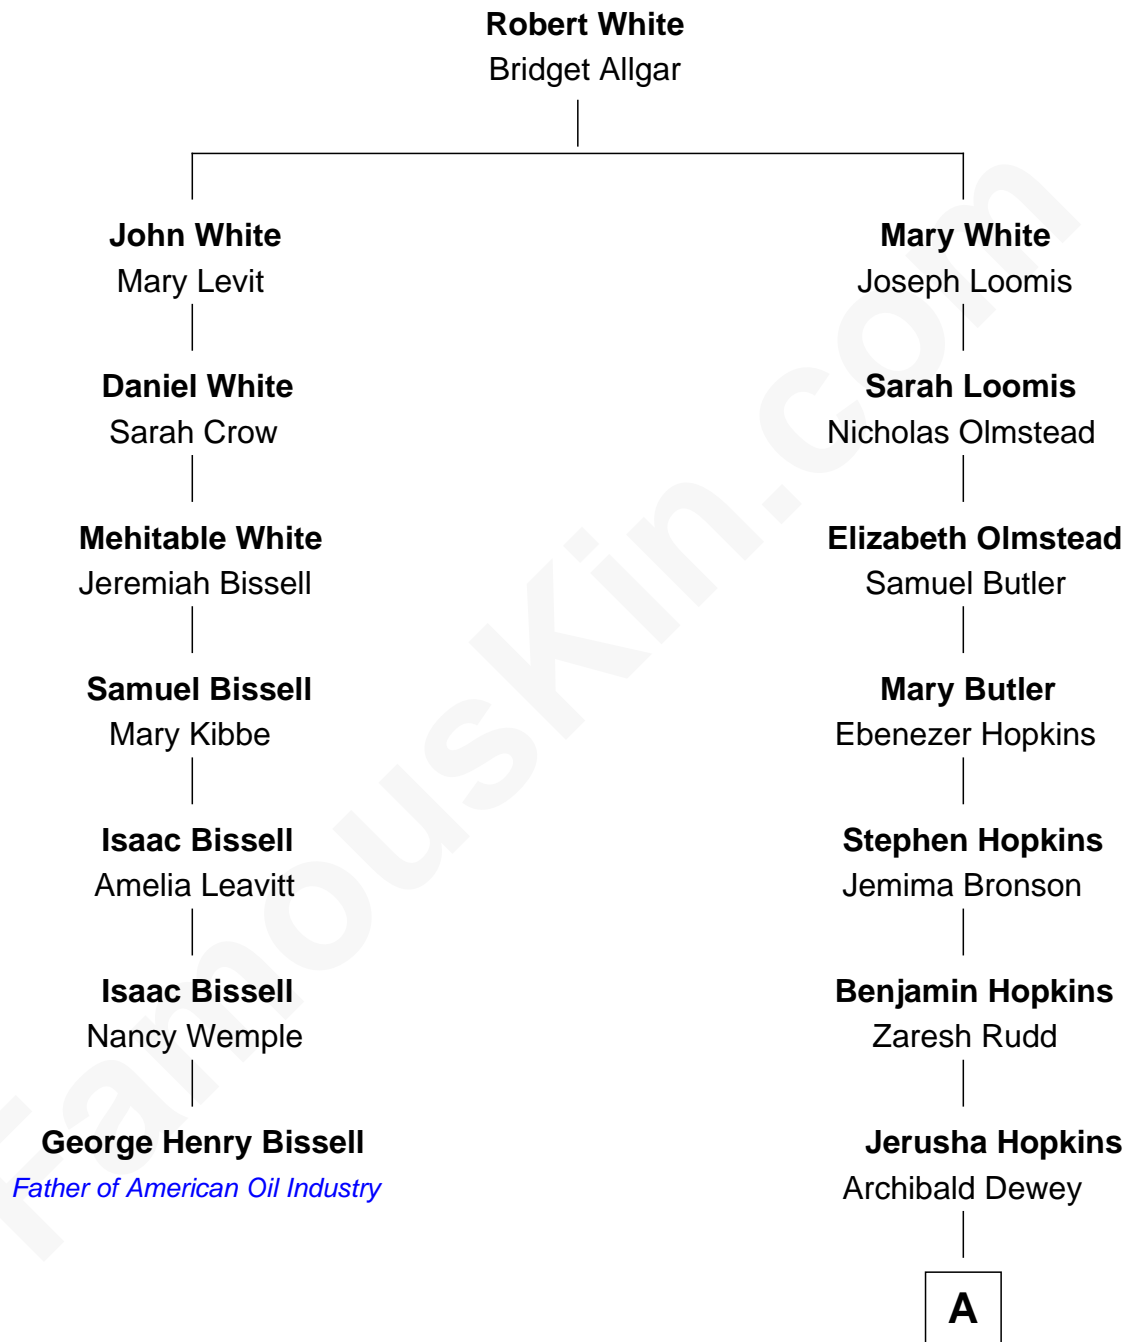 Robert White
Bridget Allgar
John White
Mary Levit
Mary White
Joseph Loomis
Daniel White
Sarah Crow
Sarah Loomis
Nicholas Olmstead
Mehitable White
Jeremiah Bissell
Elizabeth Olmstead
Samuel Butler
Samuel Bissell
Mary Kibbe
Mary Butler
Ebenezer Hopkins
Isaac Bissell
Amelia Leavitt
Stephen Hopkins
Jemima Bronson
Isaac Bissell
Nancy Wemple
Benjamin Hopkins
Zaresh Rudd
George Henry Bissell
Father of American Oil Industry
Jerusha Hopkins
Archibald Dewey
A
FamousKin.com